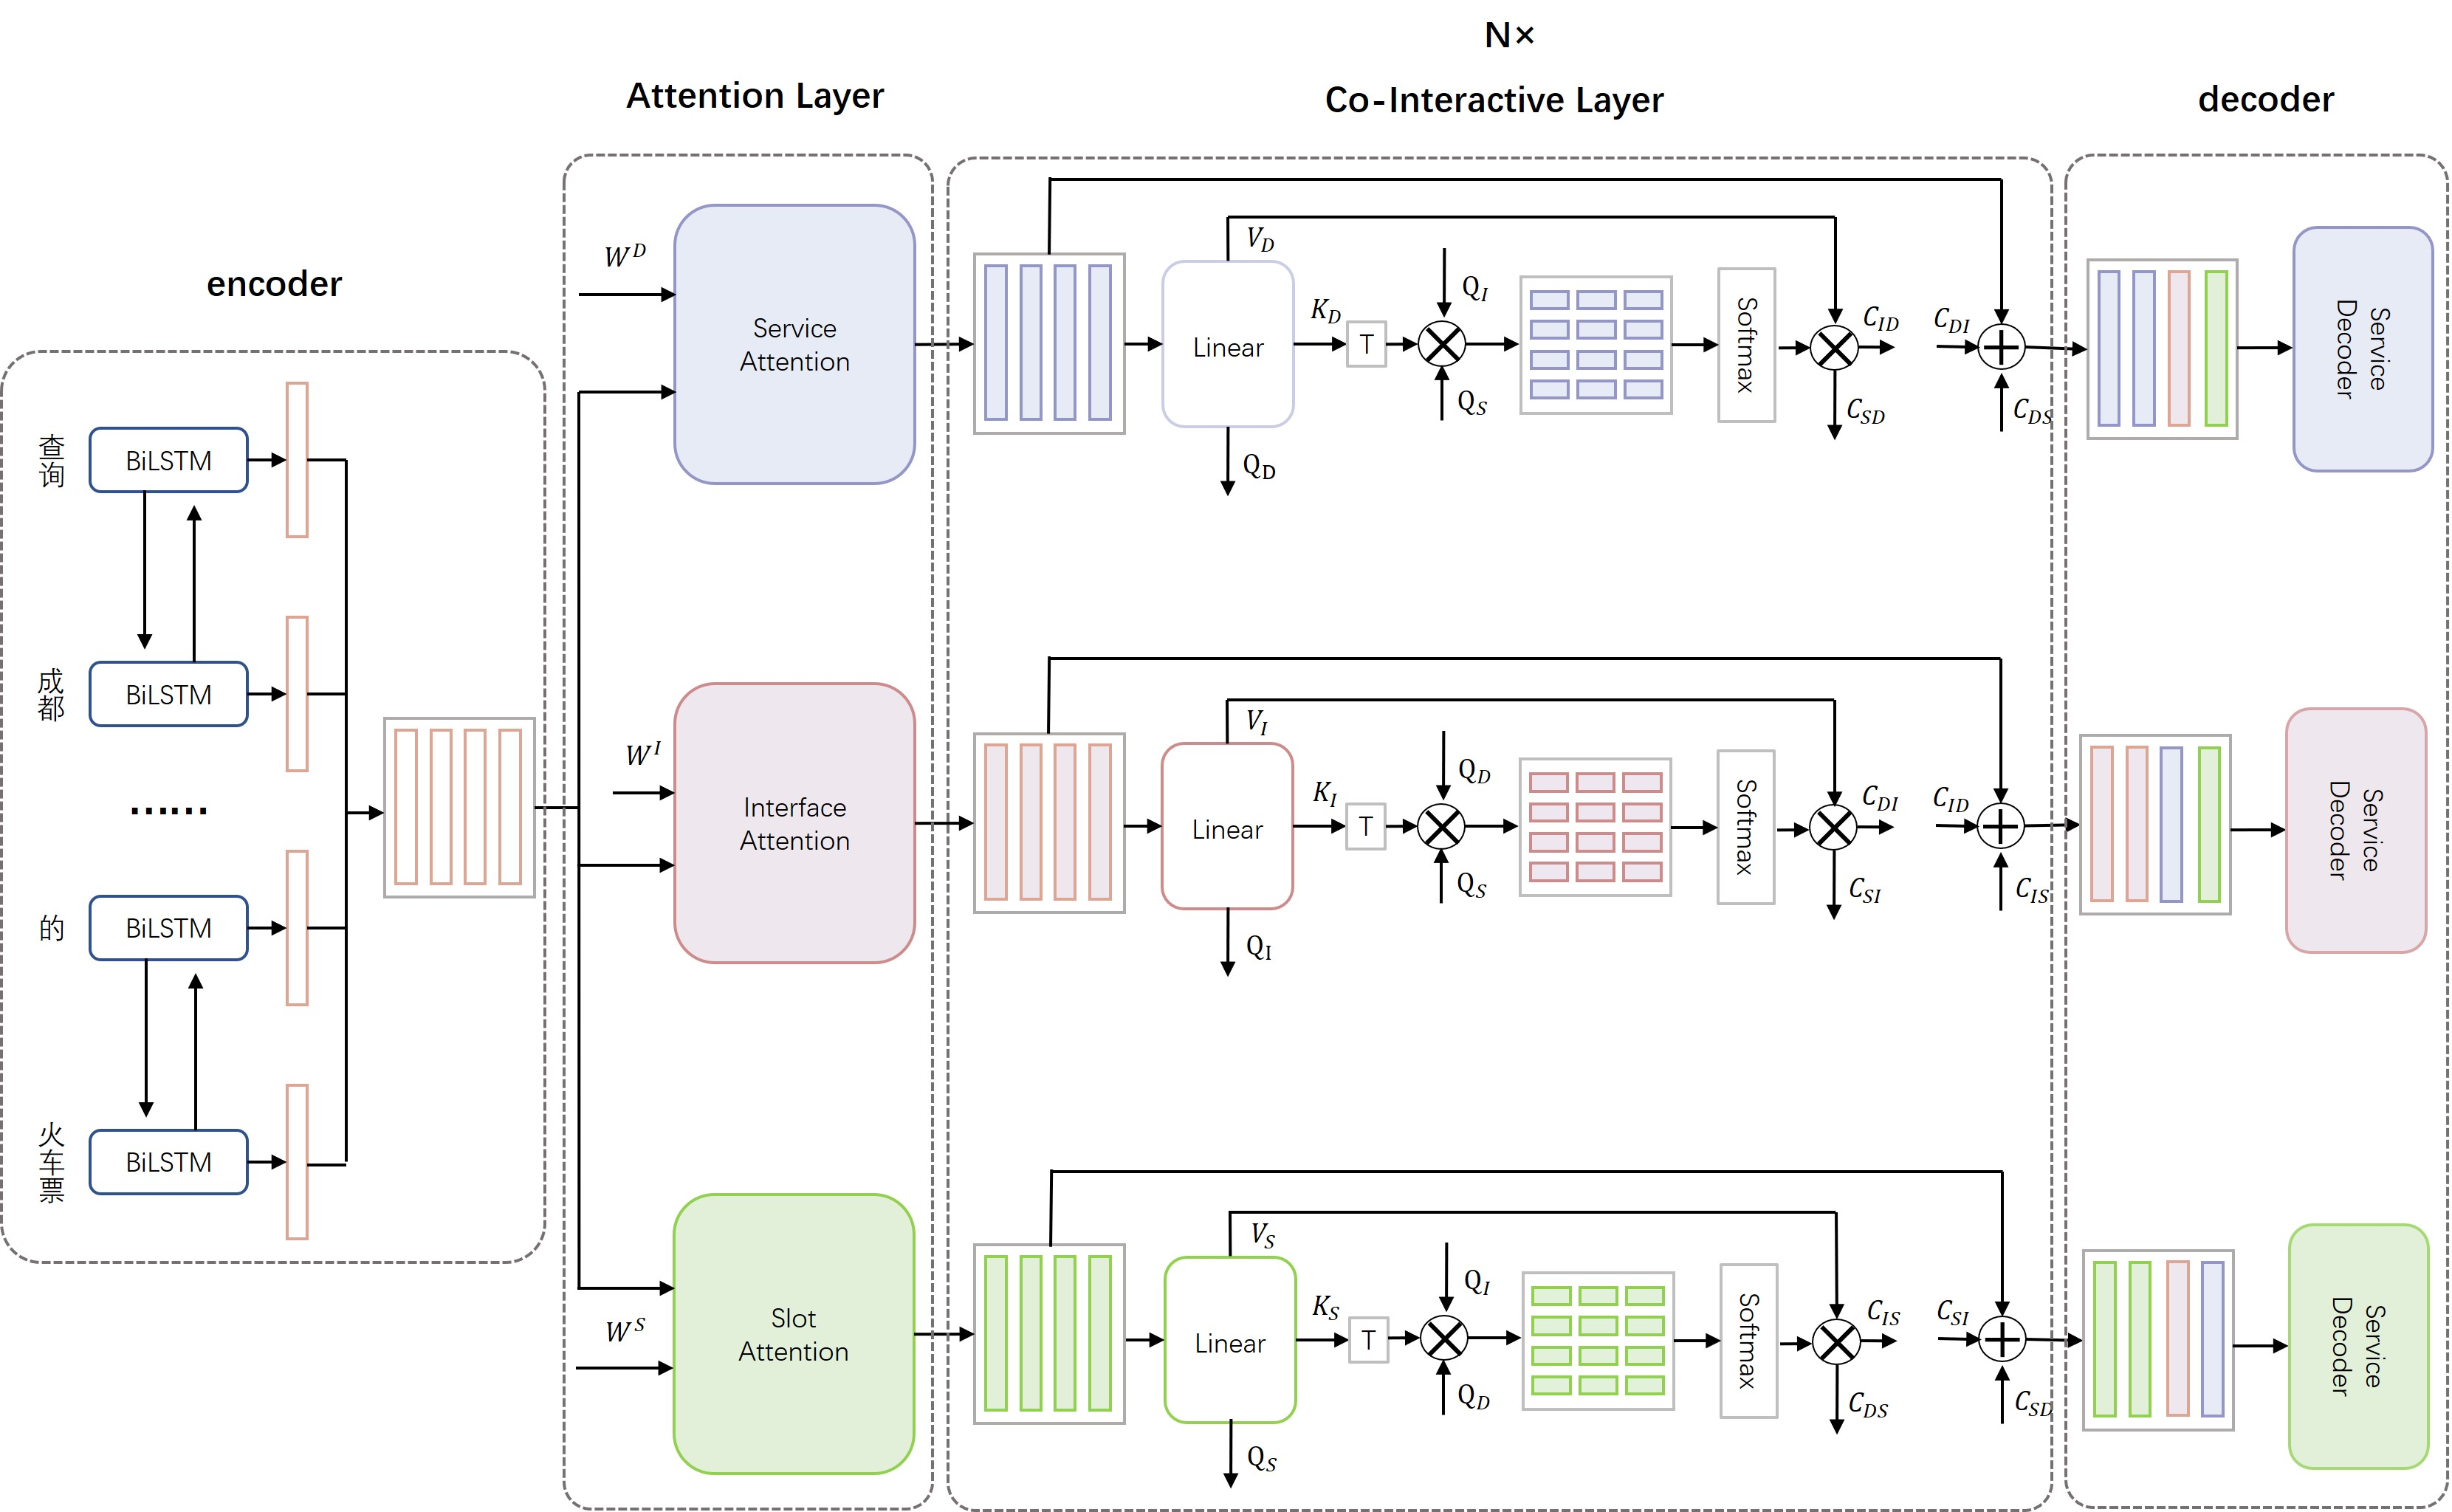 N×
Attention Layer
Co-Interactive Layer
decoder
encoder
查询
BiLSTM
成都
BiLSTM
……
的
BiLSTM
火车票
BiLSTM
W^D
Service
Attention
V_D
Linear
Q_D
K_D
T
Q_I
Q_S
Softmax
C_ID
C_SD
C_DI
C_DS
Service
Decoder
W^I
Interface
Attention
V_I
Linear
Q_I
K_I
T
Q_D
Q_S
Softmax
C_DI
C_SI
C_ID
C_IS
Service
Decoder
W^S
Slot
Attention
V_S
Linear
Q_S
K_S
T
Q_I
Q_D
Softmax
C_IS
C_DS
C_SI
C_SD
Service
Decoder